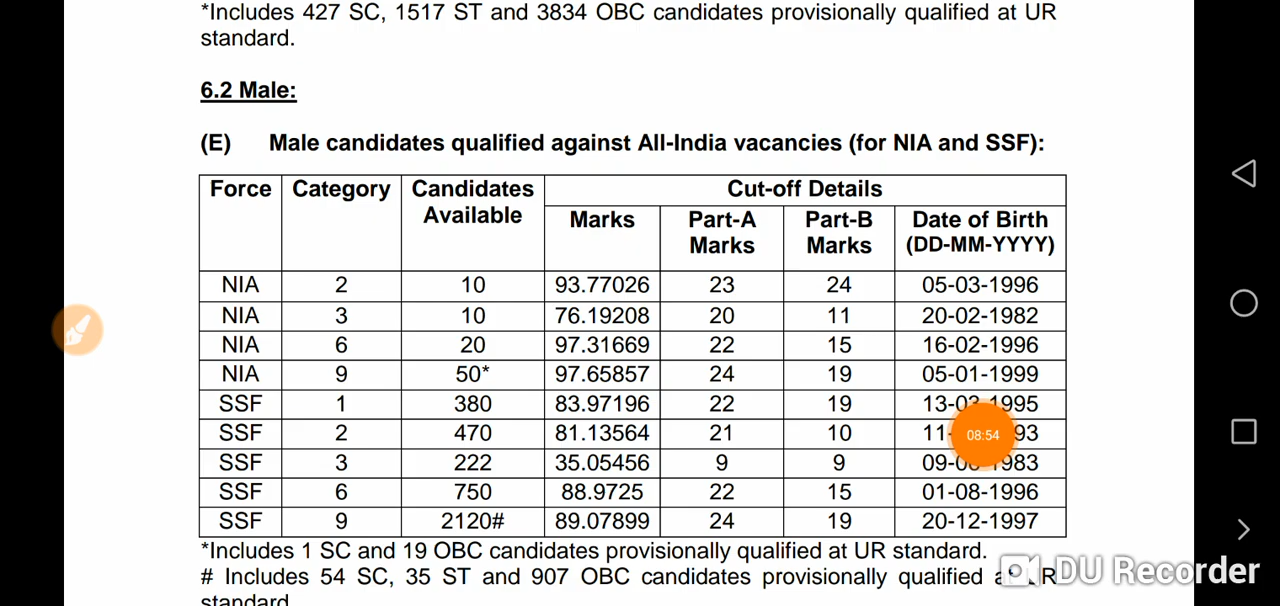 *Includes 427 SC, 1517 ST and 3834 OBC candidates provisionally qualified at UR
standard.
6.2 Male:
(E) Male candidates qualified against All-India vacancies (for NIA and SSF):
Force Category Candidates Available Cut-off Details
Marks Part-A Marks Part-B Marks Date of Birth (DD-MM-YYYY)
NIA 2 10 93.77026 23 24 05-03-1996
NIA 3 10 76.19208 20 11 20-02-1982
NIA 6 20 97.31669 22 15 16-02-1996
NIA 9 50* 97.65857 24 19 05-01-1999
SSF 1 380 83.97196 22 19 13-03-1995
SSF 2 470 81.13564 21 10
SSF 3 222 35.05456 9 9
SSF 6 750 88.9725 22 15 01-08-1996
SSF 9 2120# 89.07899 24 19 20-12-1997
08:54
*Includes 1 SC and 19 OBC candidates provisionally qualified at UR standard.
# Includes 54 SC, 35 ST and 907 OBC candidates provisionally qualified at UR
standard
DU Recorder